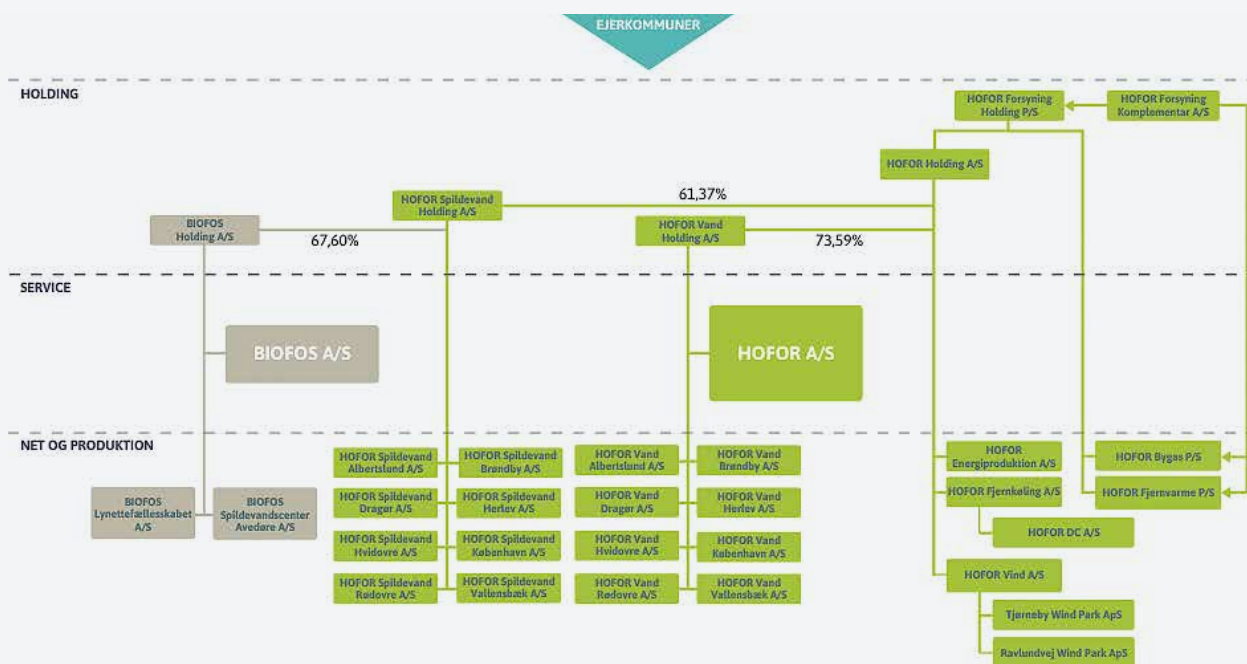 EJERKOMMUNER
HOLDING
HOFOR Forsyning
Holding P/S
HOFOR Forsyning
Komplementar A/S
HOFOR Holding A/S
HOFOR Spildevand
Holding A/S
61,37%
BIOFOS
Holding A/S
67,60%
HOFOR Vand
Holding A/S
73,59%
SERVICE
BIOFOS A/S
HOFOR A/S
NET OG PRODUKTION
BIOFOS
Lynettefællesskabet
A/S
BIOFOS
Spildevandscenter
Avedøre A/S
HOFOR Spildevand
Albertslund A/S
HOFOR Spildevand
Brøndby A/S
HOFOR Spildevand
Dragør A/S
HOFOR Spildevand
Herlev A/S
HOFOR Spildevand
Hvidovre A/S
HOFOR Spildevand
København A/S
HOFOR Spildevand
Rødovre A/S
HOFOR Spildevand
Vallensbæk A/S
HOFOR Vand
Albertslund A/S
HOFOR Vand
Brøndby A/S
HOFOR Vand
Dragør A/S
HOFOR Vand
Herlev A/S
HOFOR Vand
Hvidovre A/S
HOFOR Vand
København A/S
HOFOR Vand
Rødovre A/S
HOFOR Vand
Vallensbæk A/S
HOFOR
Energiproduktion A/S
HOFOR Fjernkøling A/S
HOFOR DC A/S
HOFOR Vind A/S
Tjørneby Wind Park ApS
Ravlundvej Wind Park ApS
HOFOR Bygas P/S
HOFOR Fjernvarme P/S